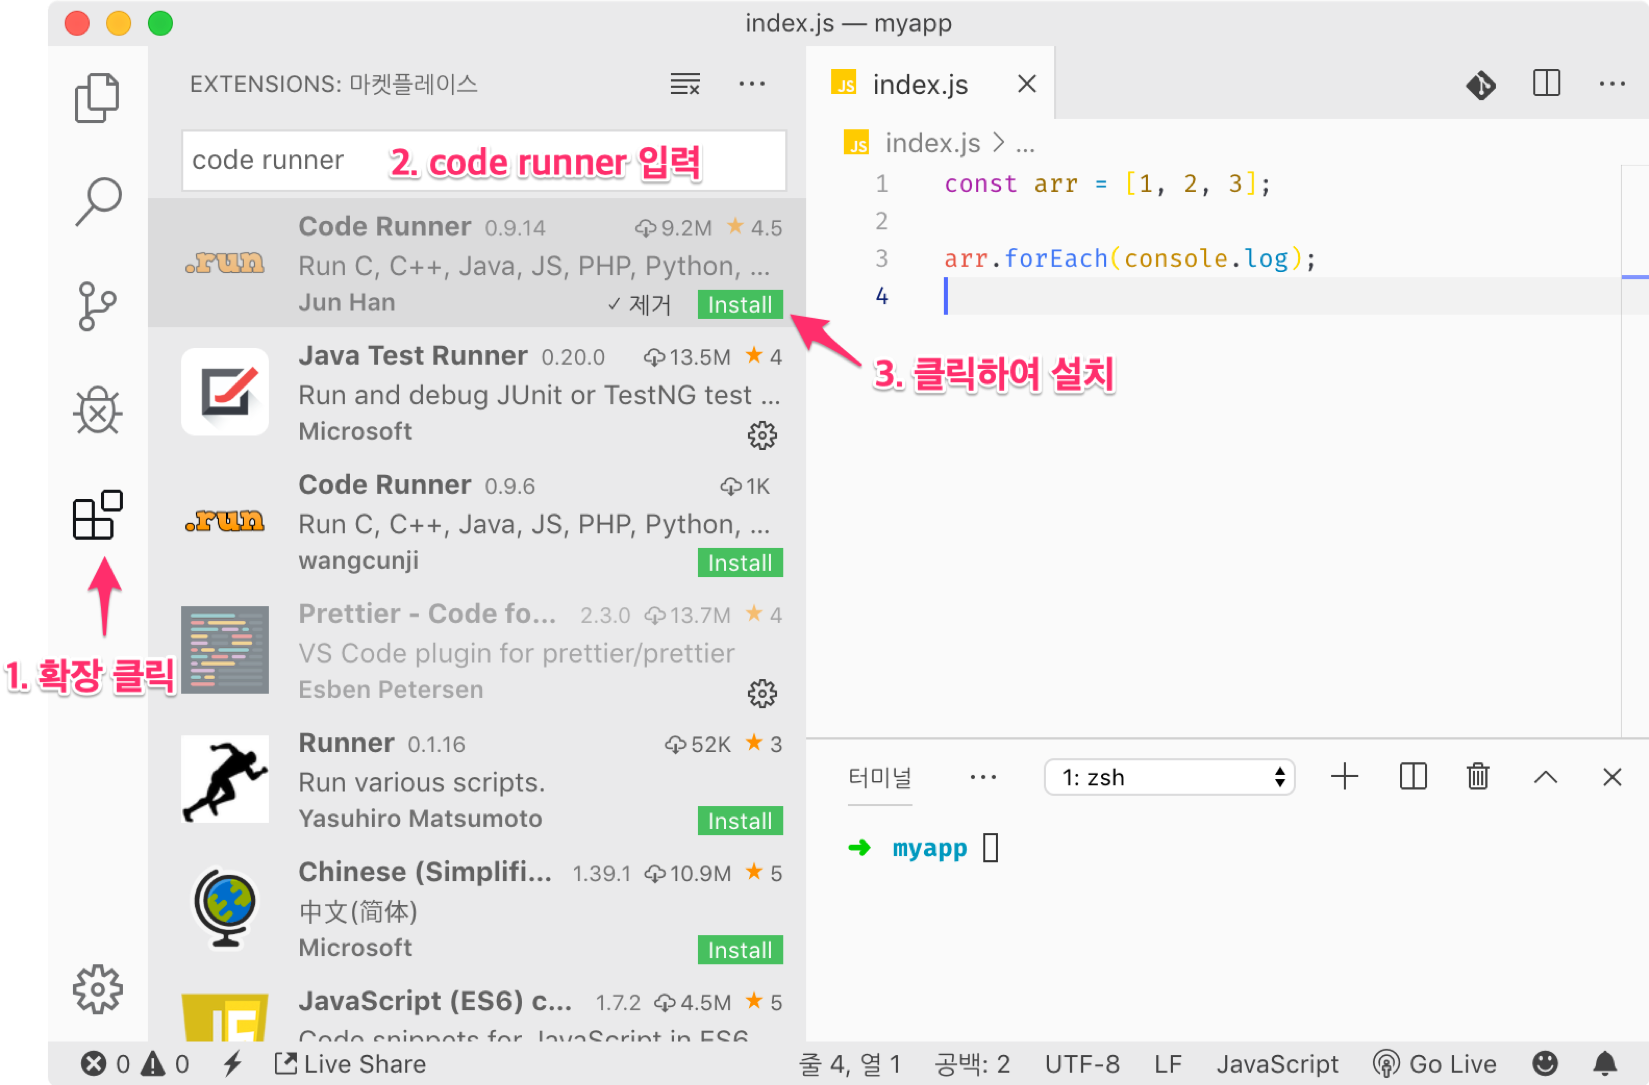 index.js — myapp
EXTENSIONS: 마켓플레이스
code runner
2. code runner 입력
Code Runner 0.9.14 9.2M ★ 4.5
.run
Run C, C++, Java, JS, PHP, Python, ...
Jun Han ✓ 제거 Install
Java Test Runner 0.20.0 13.5M ★ 4
Run and debug JUnit or TestNG test ...
Microsoft
Code Runner 0.9.6 1K
.run
Run C, C++, Java, JS, PHP, Python, ...
wangcunji Install
Prettier - Code fo... 2.3.0 13.7M ★ 4
VS Code plugin for prettier/prettier
Esben Petersen
Runner 0.1.16 52K ★ 3
Run various scripts.
Yasuhiro Matsumoto Install
Chinese (Simplifi... 1.39.1 10.9M ★ 5
中文(简体)
Microsoft Install
JavaScript (ES6) c... 1.7.2 4.5M ★ 5
Code snippets for JavaScript in ES6
1. 확장 클릭
3. 클릭하여 설치
JS index.js
JS index.js > ...
1 const arr = [1, 2, 3];
2
3 arr.forEach(console.log);
4
터미널 ... 1: zsh
➜ myapp
0 0 Live Share 줄 4, 열 1 공백: 2 UTF-8 LF JavaScript Go Live